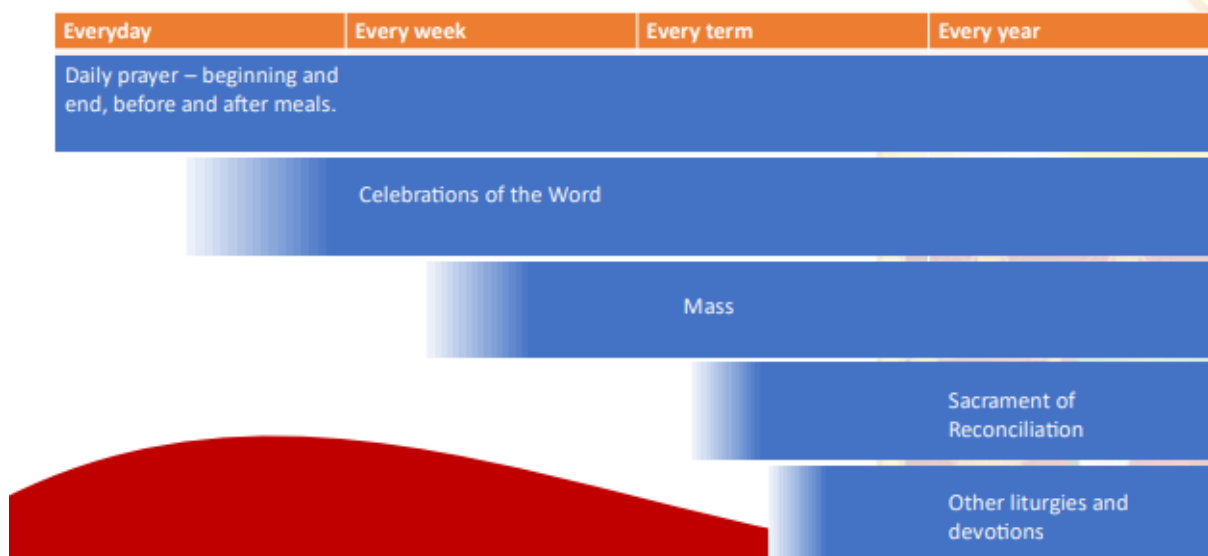 Everyday
Every week
Every term
Every year
Daily prayer – beginning and
end, before and after meals.
Celebrations of the Word
Mass
Sacrament of
Reconciliation
Other liturgies and
devotions